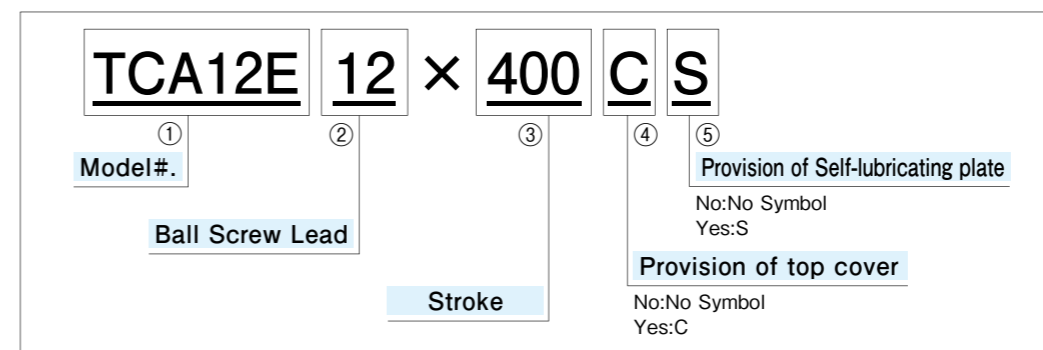 TCA12E 12 × 400 C S
① ② ③ ④ ⑤
Model#.
Provision of Self-lubricating plate
No:No Symbol
Yes:S
Ball Screw Lead
Provision of top cover
Stroke
No:No Symbol
Yes:C